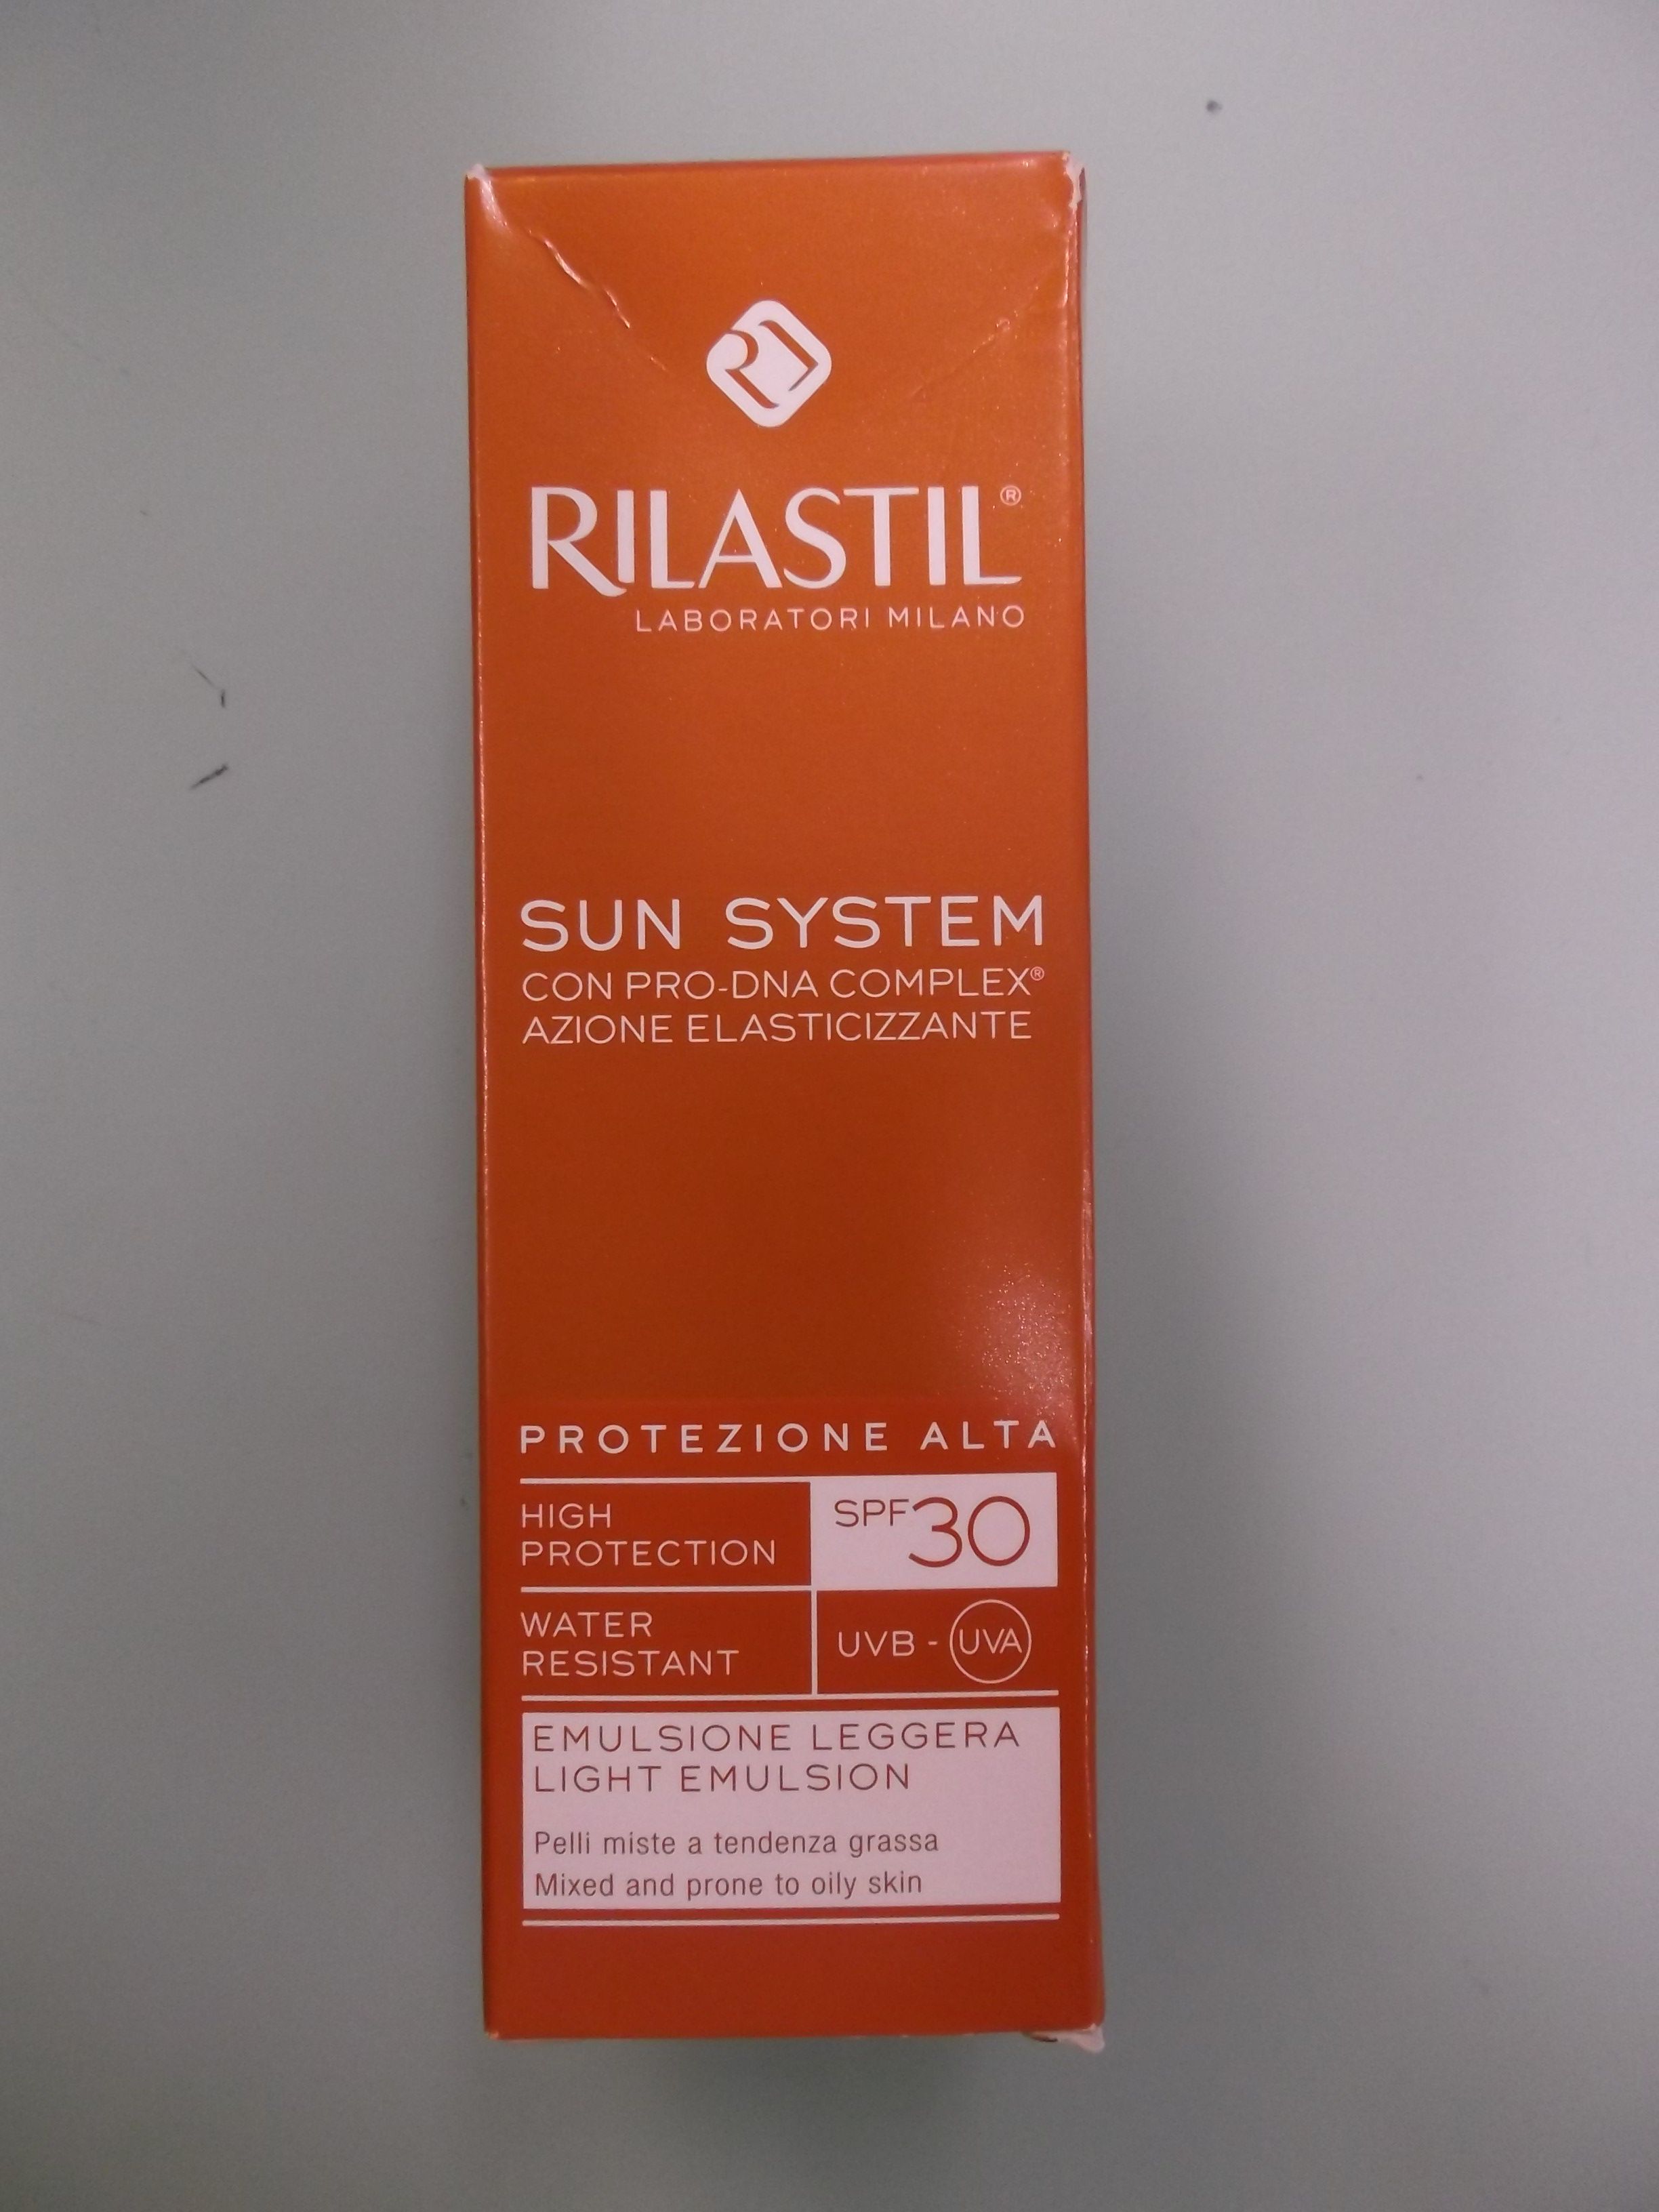 RILASTIL®
LABORATORI MILANO
SUN SYSTEM
CON PRO-DNA COMPLEX®
AZIONE ELASTICIZZANTE
PROTEZIONE ALTA
HIGH
PROTECTION
SPF 30
WATER
RESISTANT
UVB - UVA
EMULSIONE LEGGERA
LIGHT EMULSION
Pelli miste a tendenza grassa
Mixed and prone to oily skin